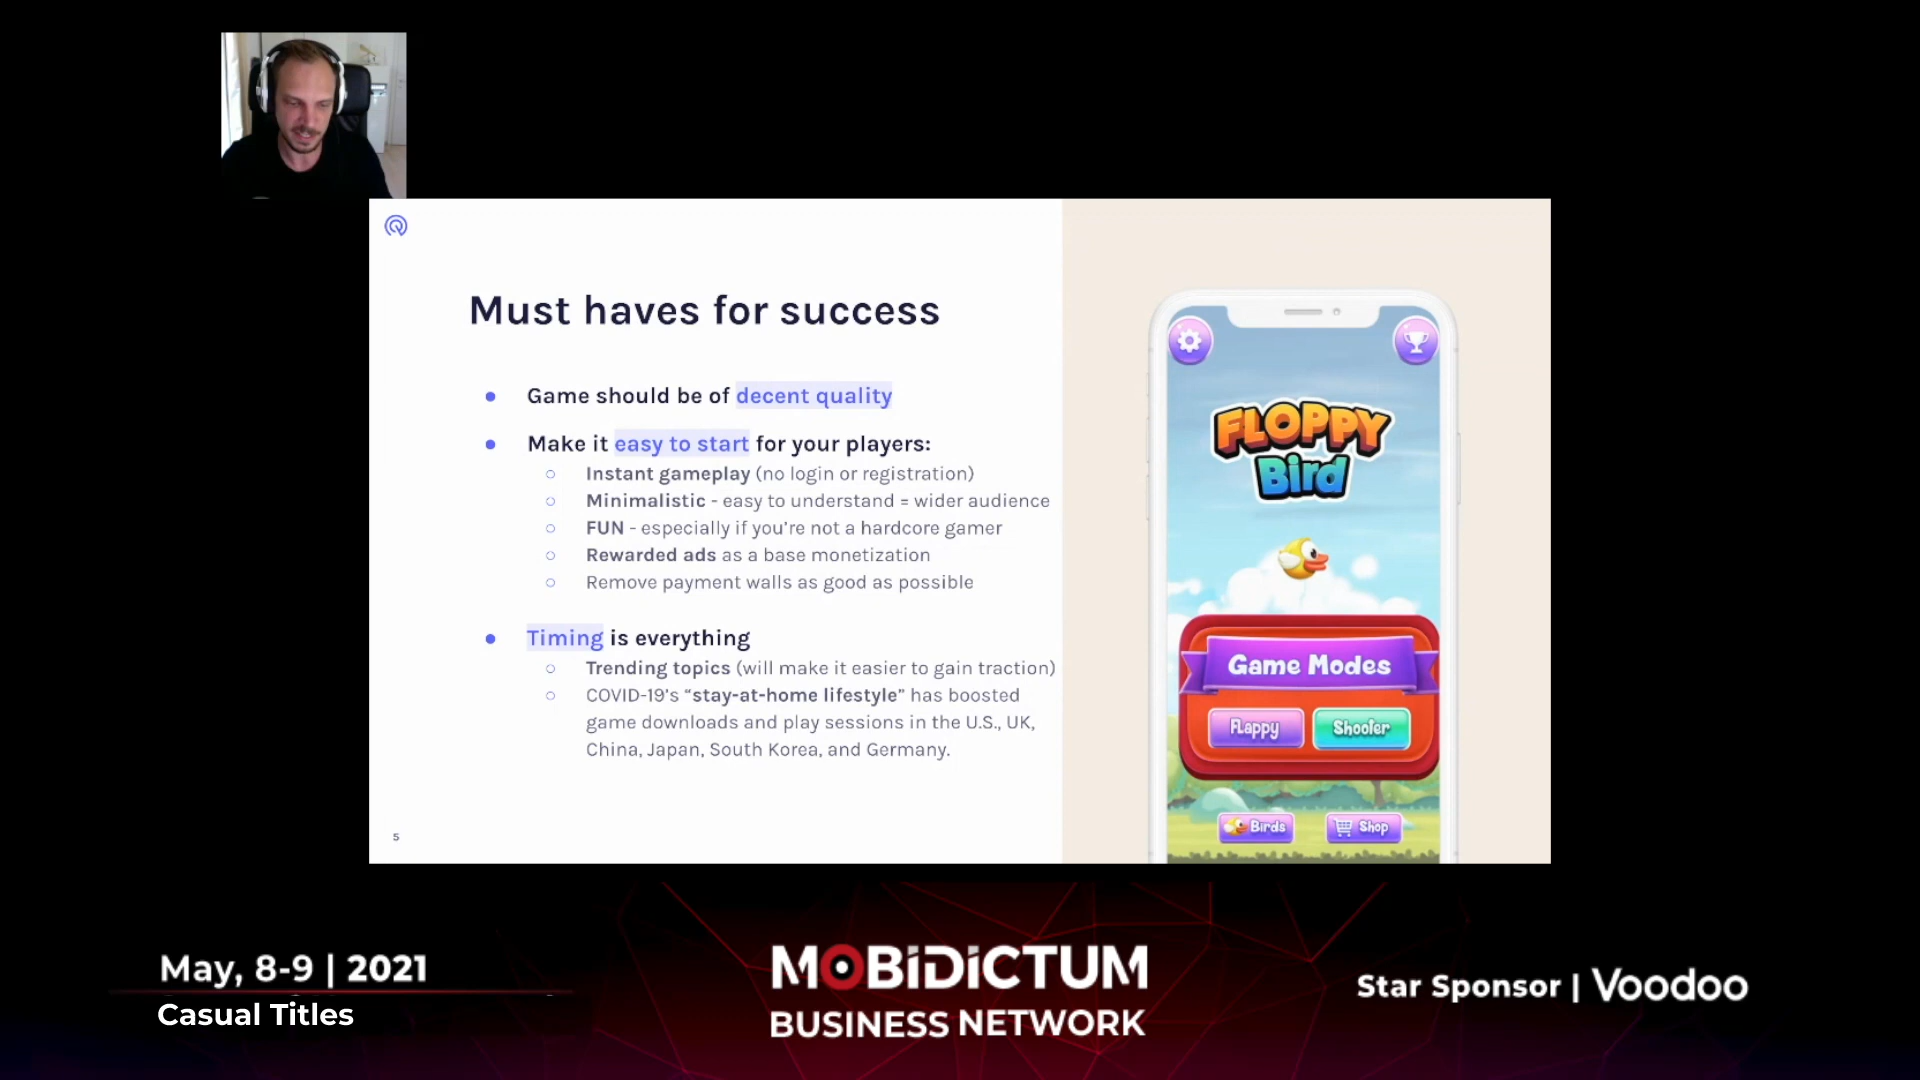 Must haves for success
Game should be of decent quality
Make it easy to start for your players:
Instant gameplay (no login or registration)
Minimalistic - easy to understand = wider audience
FUN - especially if you're not a hardcore gamer
Rewarded ads as a base monetization
Remove payment walls as good as possible
Timing is everything
Trending topics (will make it easier to gain traction)
COVID-19's “stay-at-home lifestyle” has boosted
game downloads and play sessions in the U.S., UK,
China, Japan, South Korea, and Germany.
5
FLOPPY
Bird
Game Modes
Flappy
Shooter
Birds
Shop
May, 8-9 | 2021
Casual Titles
MOBIDICTUM
BUSINESS NETWORK
Star Sponsor | Voodoo